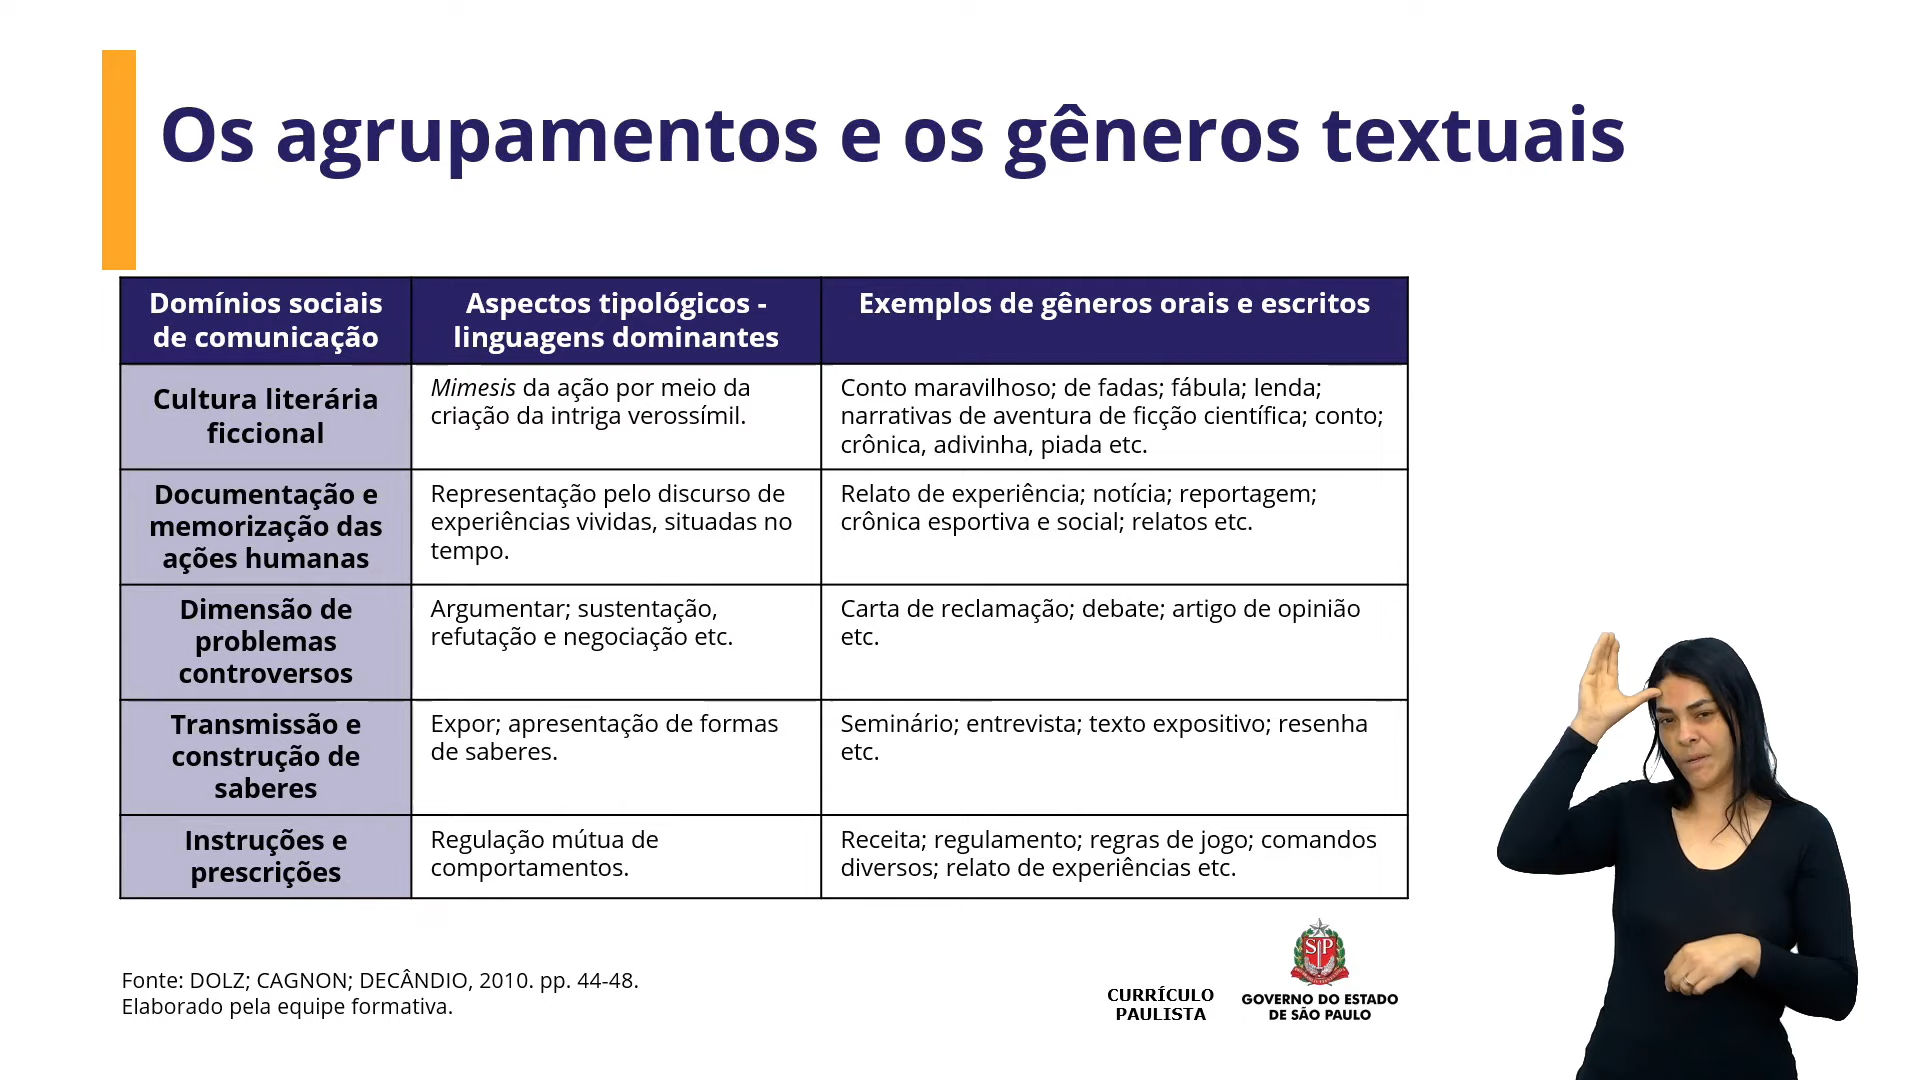 Os agrupamentos e os gêneros textuais
Domínios sociais
de comunicação
Aspectos tipológicos -
linguagens dominantes
Exemplos de gêneros orais e escritos
Cultura literária
ficcional
Mimesis da ação por meio da
criação da intriga verossímil.
Conto maravilhoso; de fadas; fábula; lenda;
narrativas de aventura de ficção científica; conto;
crônica, adivinha, piada etc.
Documentação e
memorização das
ações humanas
Representação pelo discurso de
experiências vividas, situadas no
tempo.
Relato de experiência; notícia; reportagem;
crônica esportiva e social; relatos etc.
Dimensão de
problemas
controversos
Argumentar; sustentação,
refutação e negociação etc.
Carta de reclamação; debate; artigo de opinião
etc.
Transmissão e
construção de
saberes
Expor; apresentação de formas
de saberes.
Seminário; entrevista; texto expositivo; resenha
etc.
Instruções e
prescrições
Regulação mútua de
comportamentos.
Receita; regulamento; regras de jogo; comandos
diversos; relato de experiências etc.
Fonte: DOLZ; CAGNON; DECÂNDIO, 2010. pp. 44-48.
Elaborado pela equipe formativa.
CURRÍCULO
PAULISTA
SP
GOVERNO DO ESTADO
DE SÃO PAULO